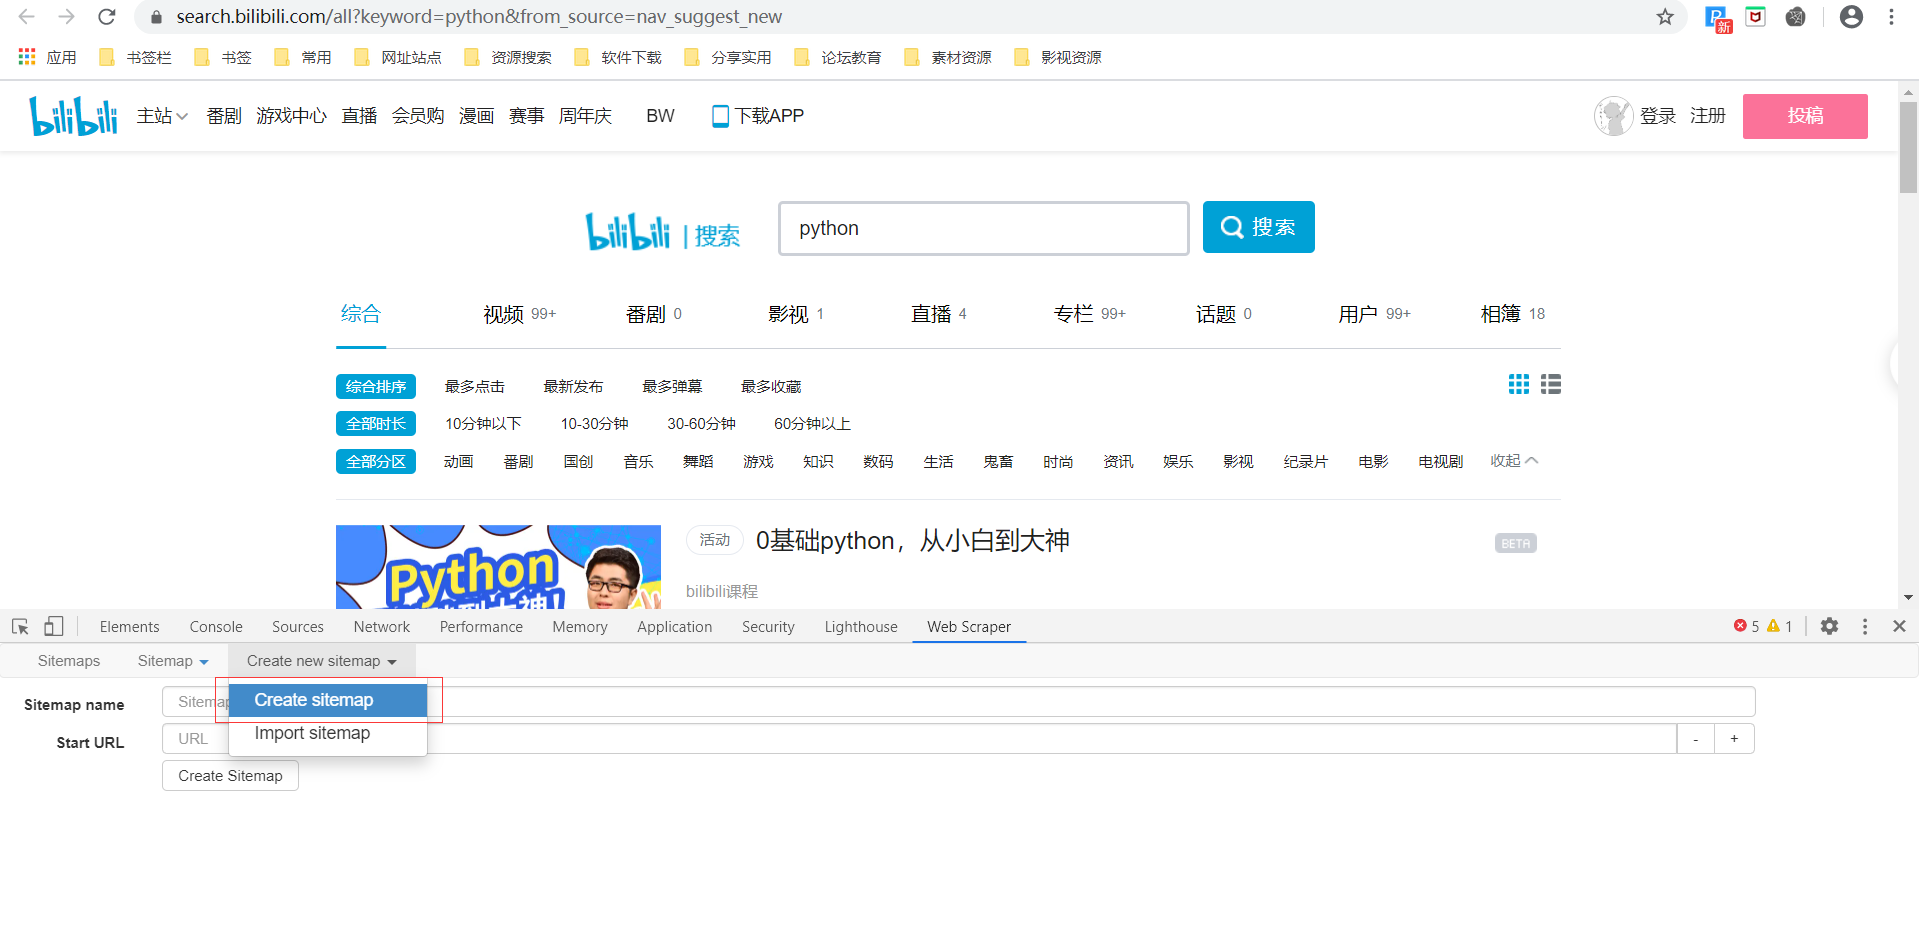 search.bilibili.com/all?keyword=python&from_source=nav_suggest_new
新
应用 书签栏 书签 常用 网址站点 资源搜索 软件下载 分享实用 论坛教育 素材资源 影视资源
bilibili 主站 番剧 游戏中心 直播 会员购 漫画 赛事 周年庆 BW 下载APP 登录 注册 投稿
bilibili | 搜索 python 搜索
综合 视频 99+ 番剧 0 影视 1 直播 4 专栏 99+ 话题 0 用户 99+ 相簿 18
综合排序 最多点击 最新发布 最多弹幕 最多收藏
全部时长 10分钟以下 10-30分钟 30-60分钟 60分钟以上
全部分区 动画 番剧 国创 音乐 舞蹈 游戏 知识 数码 生活 鬼畜 时尚 资讯 娱乐 影视 纪录片 电影 电视剧 收起
活动 0基础python，从小白到大神 BETA
Python
bilibili课程
Elements Console Sources Network Performance Memory Application Security Lighthouse Web Scraper 5 1
Sitemaps Sitemap Create new sitemap
Create sitemap
Import sitemap
Sitemap name Sitemap
Start URL URL - +
Create Sitemap